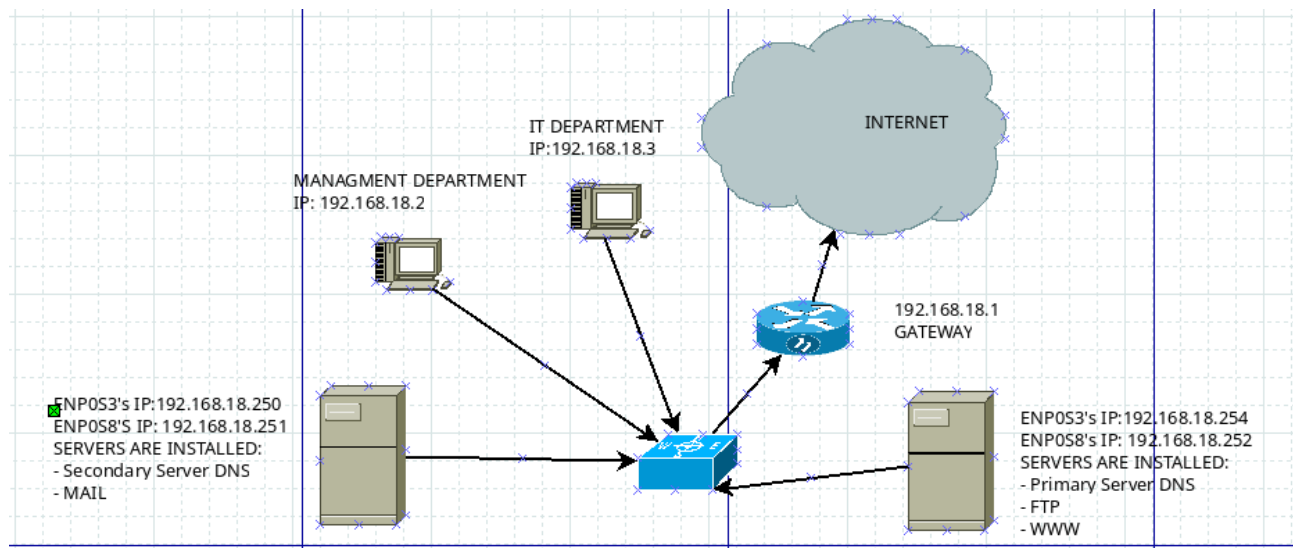 INTERNET
IT DEPARTMENT
IP:192.168.18.3
MANAGMENT DEPARTMENT
IP: 192.168.18.2
192.168.18.1
GATEWAY
ENP0S3's IP:192.168.18.250
ENP0S8'S IP: 192.168.18.251
SERVERS ARE INSTALLED:
- Secondary Server DNS
- MAIL
ENP0S3's IP:192.168.18.254
ENP0S8's IP: 192.168.18.252
SERVERS ARE INSTALLED:
- Primary Server DNS
- FTP
- WWW